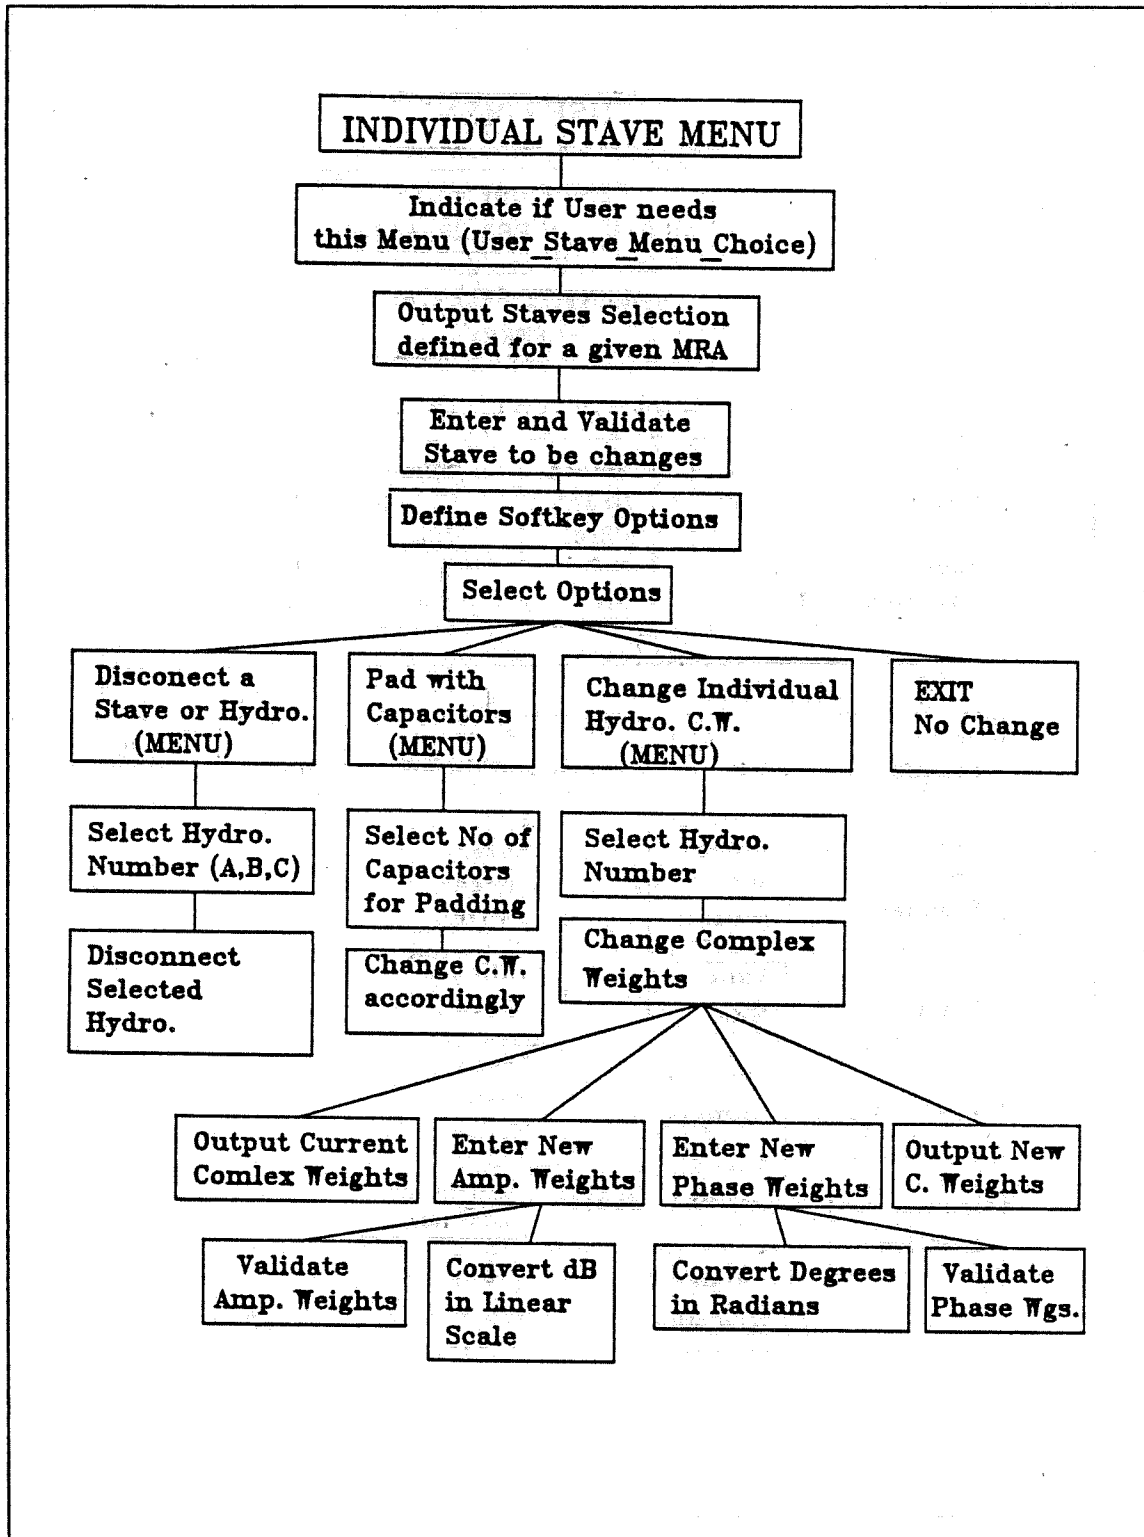 INDIVIDUAL STAVE MENU
Indicate if User needs
this Menu (User_Stave_Menu_Choice)
Output Staves Selection
defined for a given MRA
Enter and Validate
Stave to be changes
Define Softkey Options
Select Options
Disconect a
Stave or Hydro.
(MENU)
Pad with
Capacitors
(MENU)
Change Individual
Hydro. C.W.
(MENU)
EXIT
No Change
Select Hydro.
Number (A,B,C)
Select No of
Capacitors
for Padding
Select Hydro.
Number
Disconnect
Selected
Hydro.
Change C.W.
accordingly
Change Complex
Weights
Output Current
Comlex Weights
Enter New
Amp. Weights
Enter New
Phase Weights
Output New
C. Weights
Validate
Amp. Weights
Convert dB
in Linear
Scale
Convert Degrees
in Radians
Validate
Phase Wgs.